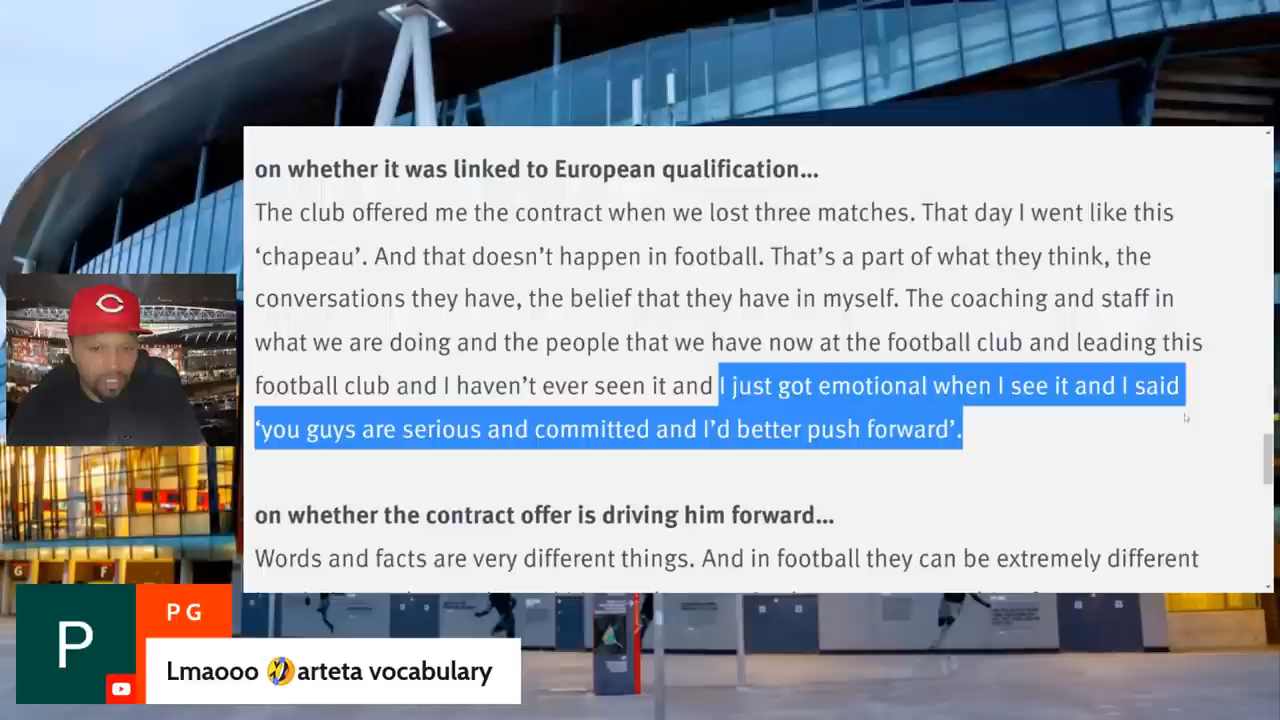 on whether it was linked to European qualification...
The club offered me the contract when we lost three matches. That day I went like this
‘chapeau’. And that doesn’t happen in football. That’s a part of what they think, the
conversations they have, the belief that they have in myself. The coaching and staff in
what we are doing and the people that we have now at the football club and leading this
football club and I haven’t ever seen it and I just got emotional when I see it and I said
‘you guys are serious and committed and I’d better push forward’.
on whether the contract offer is driving him forward...
Words and facts are very different things. And in football they can be extremely different
C
G
F
P
P G
Lmaooo 🤣arteta vocabulary